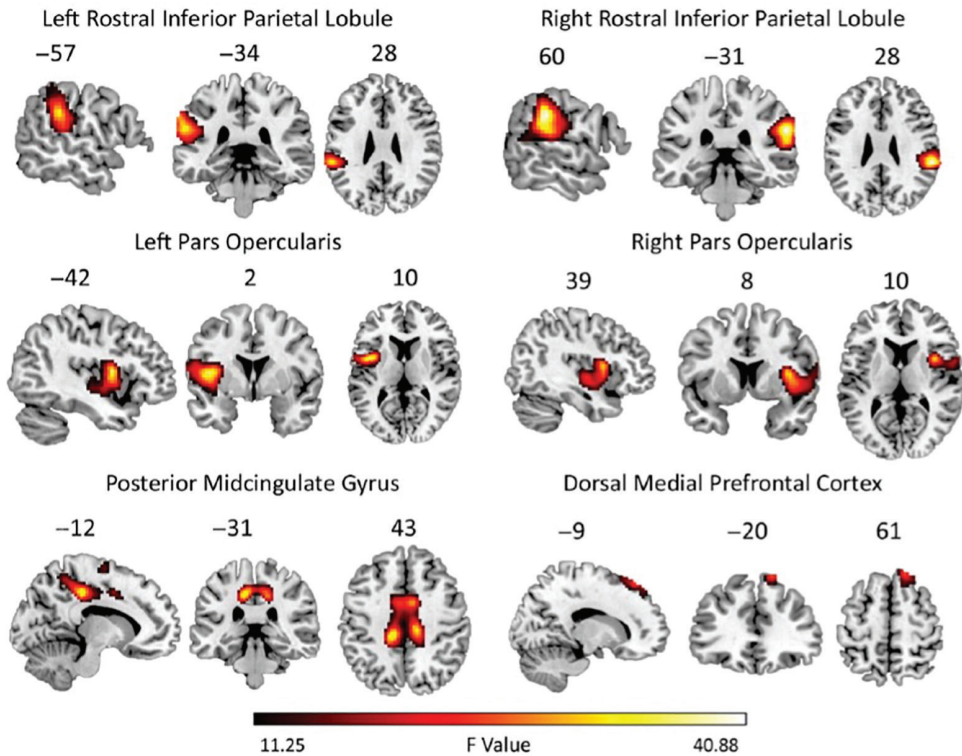 Left Rostral Inferior Parietal Lobule
Right Rostral Inferior Parietal Lobule
−57 −34 28
60 −31 28
Left Pars Opercularis
Right Pars Opercularis
−42 2 10
39 8 10
Posterior Midcingulate Gyrus
Dorsal Medial Prefrontal Cortex
−12 −31 43
−9 −20 61
11.25 F Value 40.88